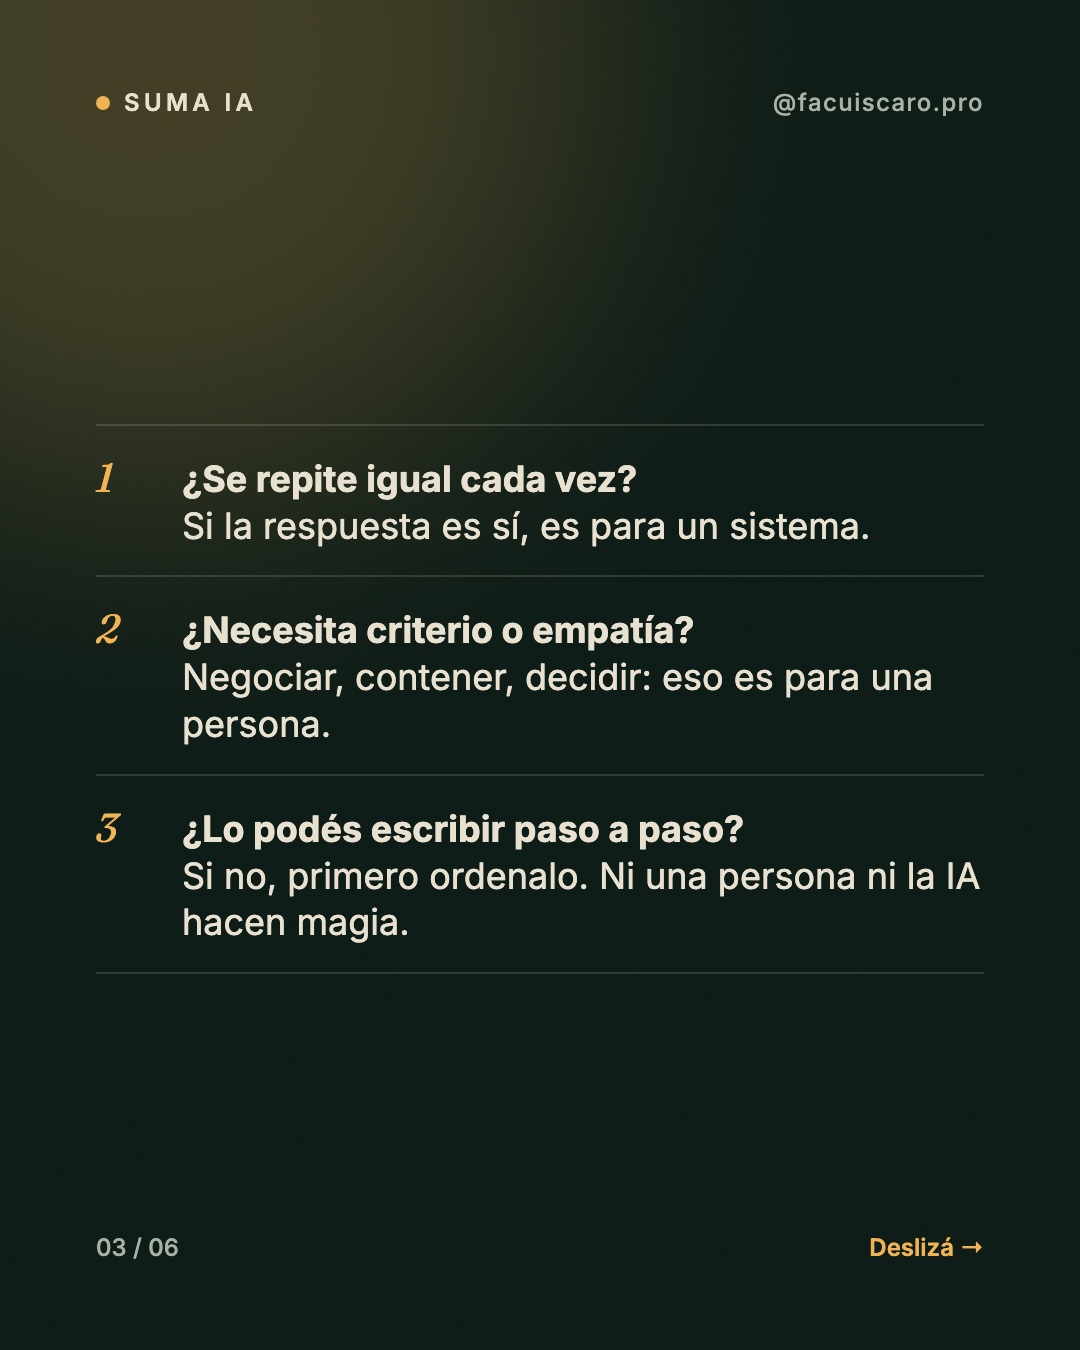 SUMA IA
@facuiscaro.pro
1
¿Se repite igual cada vez?
Si la respuesta es sí, es para un sistema.
2
¿Necesita criterio o empatía?
Negociar, contener, decidir: eso es para una
persona.
3
¿Lo podés escribir paso a paso?
Si no, primero ordenalo. Ni una persona ni la IA
hacen magia.
03 / 06
Deslizá →